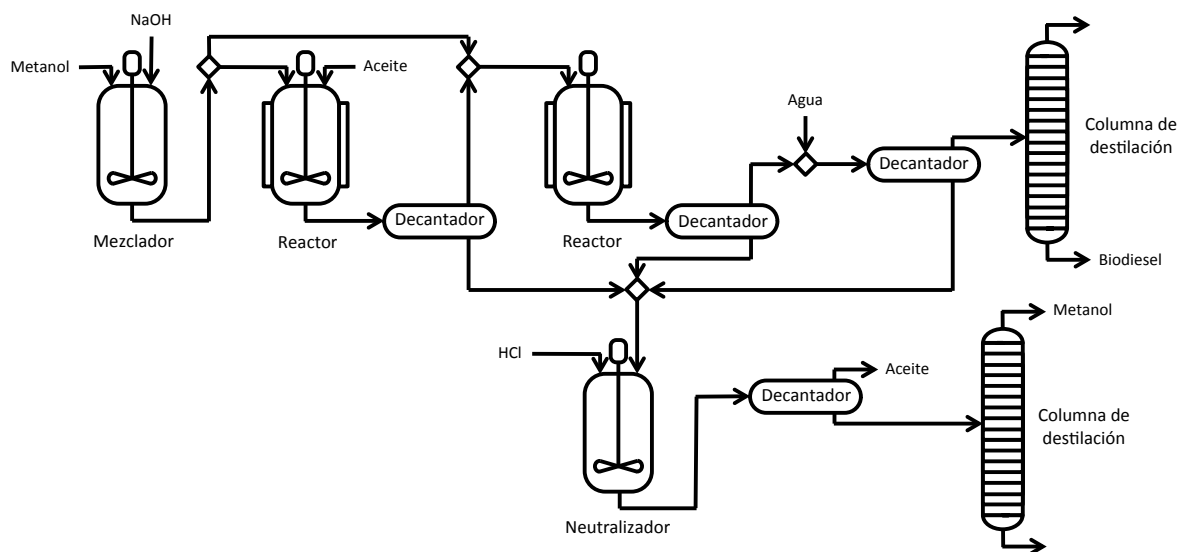 NaOH
Metanol
Aceite
Mezclador
Reactor
Decantador
Reactor
Decantador
Agua
Decantador
Columna de
destilación
Biodiesel
HCl
Neutralizador
Decantador
Aceite
Metanol
Columna de
destilación